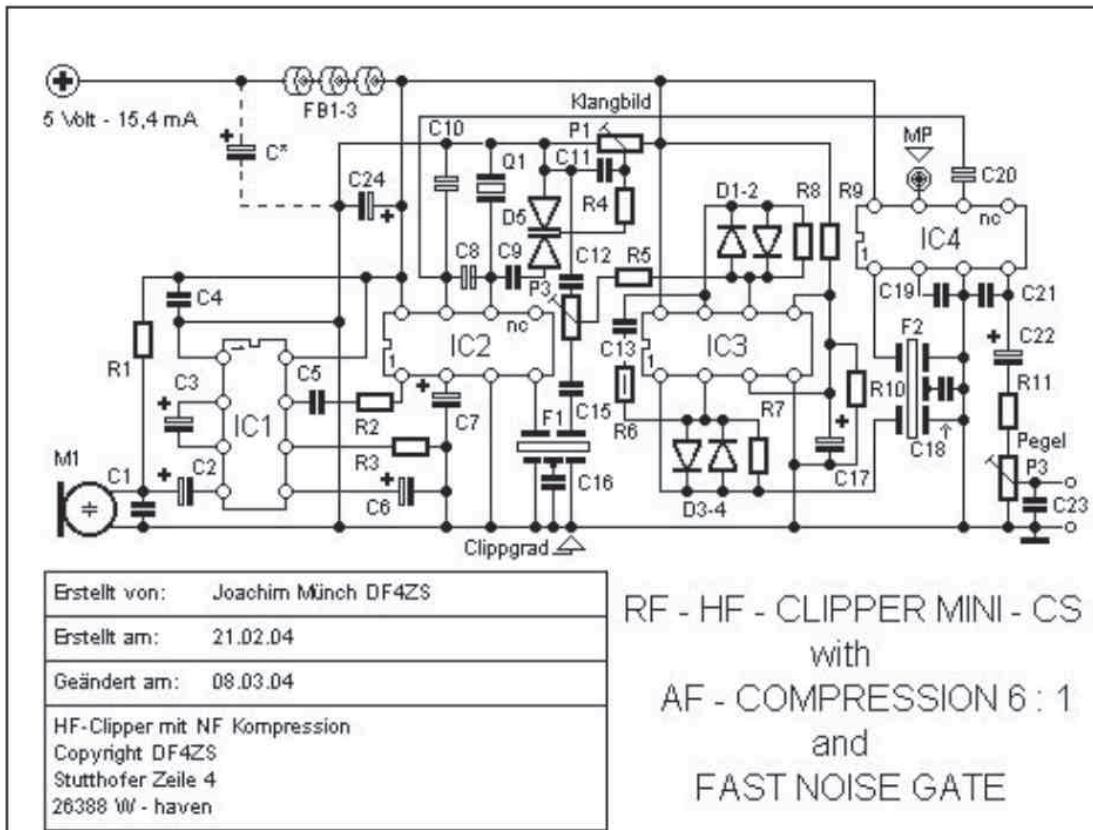 5 Volt - 15,4 mA
FB1-3
Klangbild
P1
MP
C*
C10
Q1
C11
C20
C24
D5
R4
D1-2
R8
R9
nc
IC4
1
C8
C9
C12
R5
P3
C4
C19
C21
R1
nc
IC2
1
C13
IC3
1
F2
C22
C3
C5
R2
C7
F1
C15
R6
R7
R10
R11
IC1
R3
Pegel
M1
C1
C2
C6
C16
D3-4
C17
C18
P3
C23
Clippgrad
Erstellt von: Joachim Münch DF4ZS
Erstellt am: 21.02.04
Geändert am: 08.03.04
HF-Clipper mit NF Kompression
Copyright DF4ZS
Stutthofer Zeile 4
26388 W - haven
RF - HF - CLIPPER MINI - CS
with
AF - COMPRESSION 6 : 1
and
FAST NOISE GATE